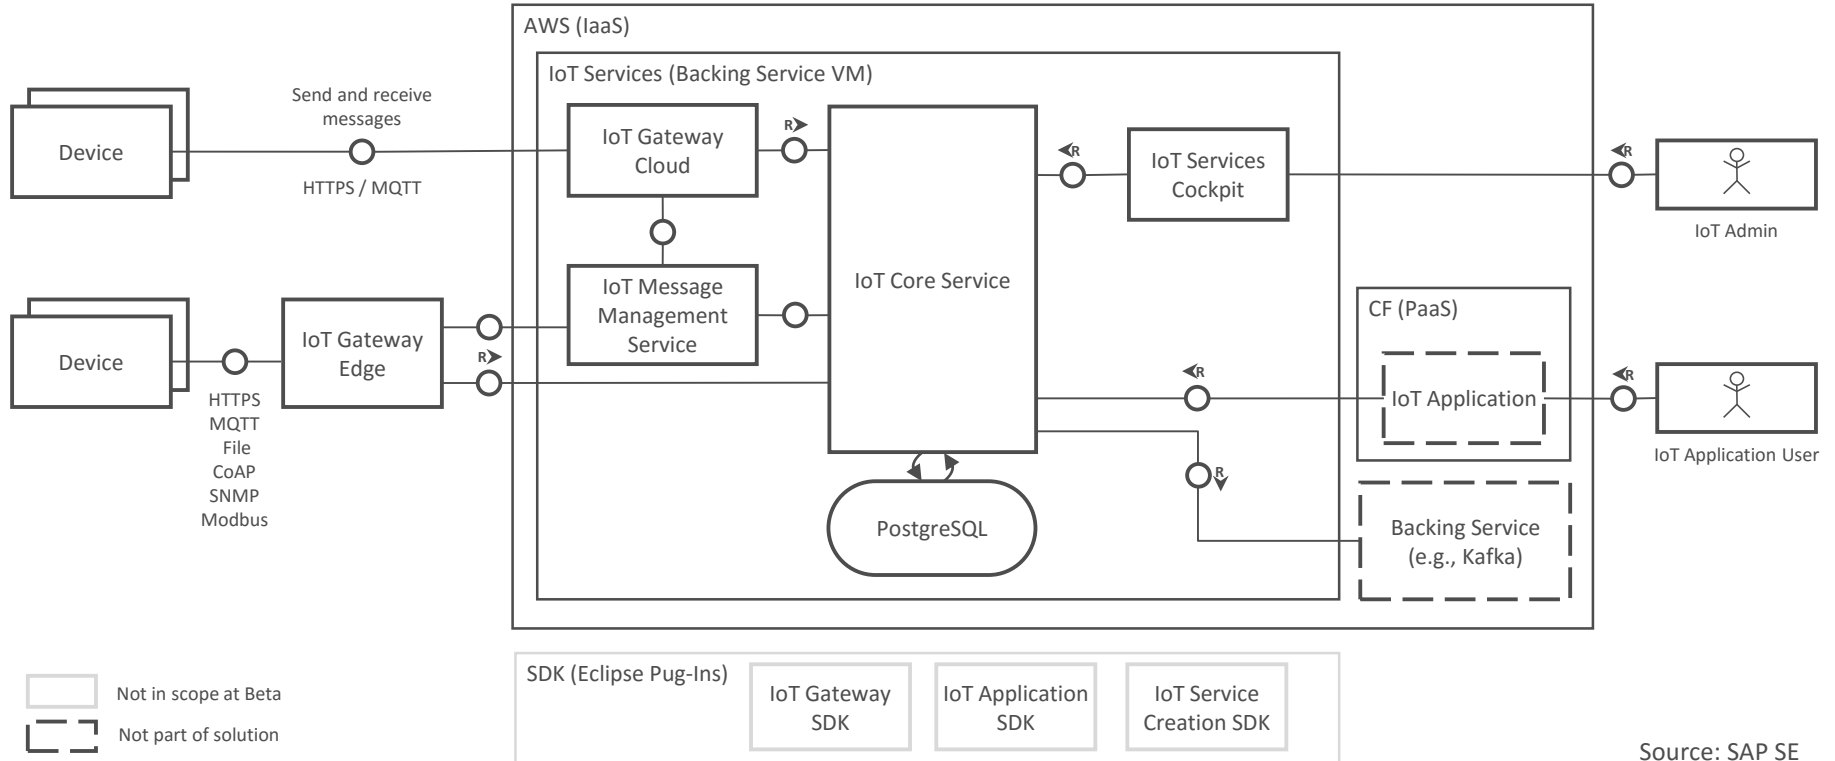 AWS (IaaS)
IoT Services (Backing Service VM)
Send and receive
messages
Device
HTTPS / MQTT
IoT Gateway
Cloud
R
IoT Core Service
R
IoT Services
Cockpit
R
IoT Admin
Device
HTTPS
MQTT
File
CoAP
SNMP
Modbus
IoT Gateway
Edge
R
IoT Message
Management
Service
CF (PaaS)
R
IoT Application
R
IoT Application User
R
PostgreSQL
Backing Service
(e.g., Kafka)
SDK (Eclipse Pug-Ins)
IoT Gateway
SDK
IoT Application
SDK
IoT Service
Creation SDK
Not in scope at Beta
Not part of solution
Source: SAP SE